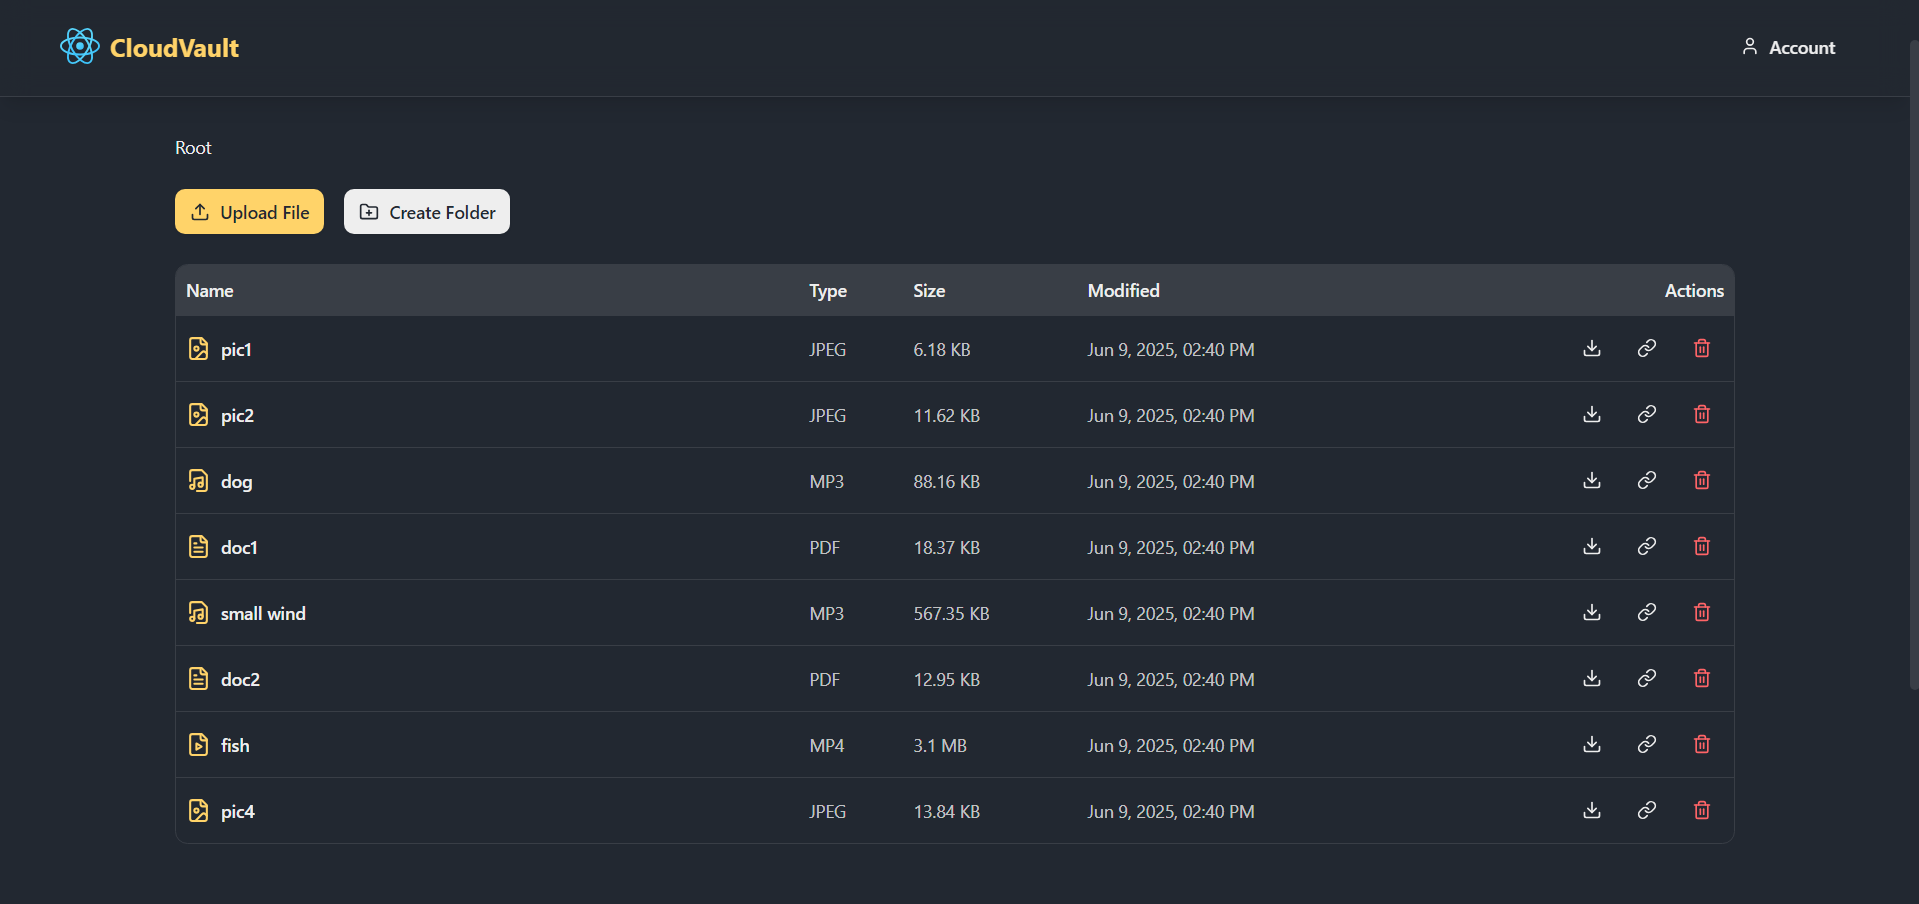 CloudVault
Account
Root
Upload File Create Folder
Name Type Size Modified Actions
pic1 JPEG 6.18 KB Jun 9, 2025, 02:40 PM
pic2 JPEG 11.62 KB Jun 9, 2025, 02:40 PM
dog MP3 88.16 KB Jun 9, 2025, 02:40 PM
doc1 PDF 18.37 KB Jun 9, 2025, 02:40 PM
small wind MP3 567.35 KB Jun 9, 2025, 02:40 PM
doc2 PDF 12.95 KB Jun 9, 2025, 02:40 PM
fish MP4 3.1 MB Jun 9, 2025, 02:40 PM
pic4 JPEG 13.84 KB Jun 9, 2025, 02:40 PM